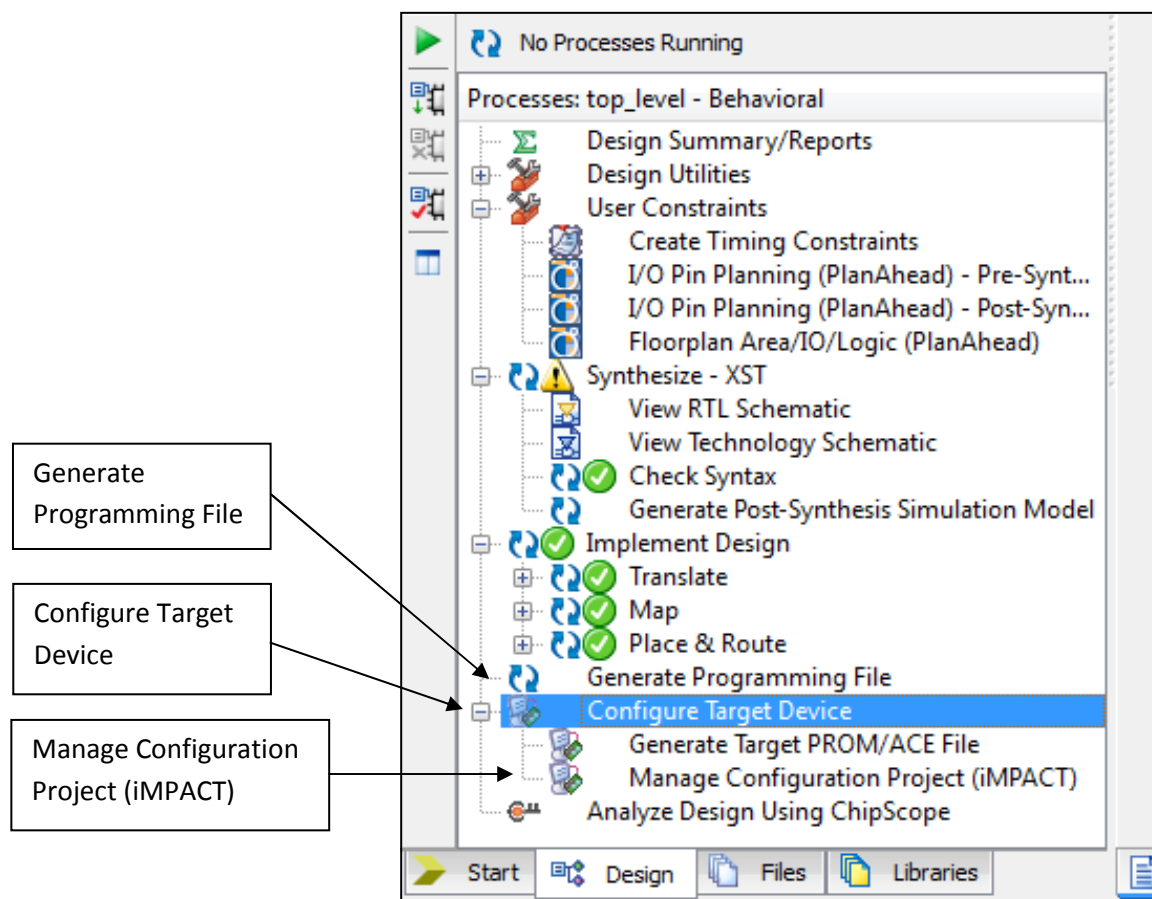 No Processes Running
Processes: top_level - Behavioral
Design Summary/Reports
Design Utilities
User Constraints
Create Timing Constraints
I/O Pin Planning (PlanAhead) - Pre-Synt...
I/O Pin Planning (PlanAhead) - Post-Syn...
Floorplan Area/IO/Logic (PlanAhead)
Synthesize - XST
View RTL Schematic
View Technology Schematic
Check Syntax
Generate Post-Synthesis Simulation Model
Implement Design
Translate
Map
Place & Route
Generate Programming File
Configure Target Device
Generate Target PROM/ACE File
Manage Configuration Project (iMPACT)
Analyze Design Using ChipScope
Start
Design
Files
Libraries
Generate
Programming File
Configure Target
Device
Manage Configuration
Project (iMPACT)